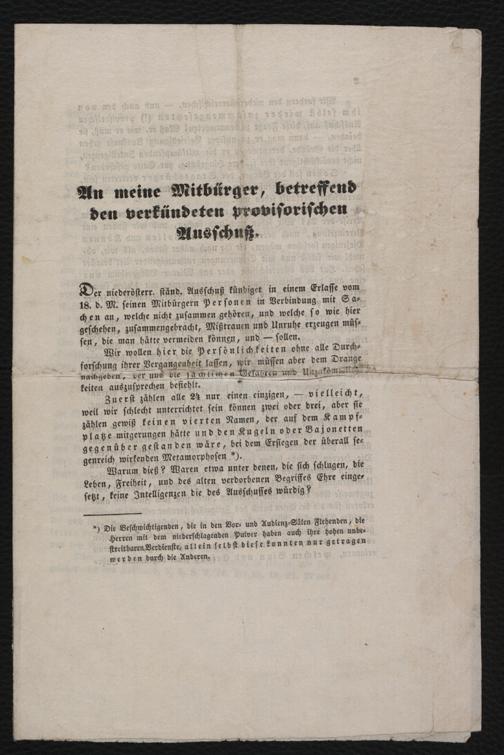 An meine Mitbürger, betreffend
den verkündeten provisorischen
Ausschuß.
Der niederösterr. ständ. Ausschuß kündiget in einem Erlasse vom
18. d. M. seinen Mitbürgern Personen in Verbindung mit Sa-
chen an, welche nicht zusammen gehören, und welche so wie hier
geschehen, zusammengebracht, Mißtrauen und Unruhe erzeugen müs-
sen, die man hätte vermeiden können, und — sollen.
Wir wollen hier die Persönlichkeiten ohne alle Durch-
forschung ihrer Vergangenheit lassen, wir müssen aber dem Drange
nachgeben, der uns die sächlichen Gefahren und
keiten auszusprechen befiehlt.
Zuerst zählen alle 24 nur einen einzigen, — vielleicht,
weil wir schlecht unterrichtet sein können zwei oder drei, aber sie
zählen gewiß keinen vierten Namen, der auf dem Kampf-
platze mitgerungen hätte und den Kugeln oder Bajonetten
gegenüber gestanden wäre, bei dem Ersiegen der überall se-
genreich wirkenden Metamorphosen *).
Warum dieß? Waren etwa unter denen, die sich schlugen, die
Leben, Freiheit, und des alten verdorbenen Begriffes Ehre einge-
setzt, keine Intelligenzen die des Ausschusses würdig?
*) Die Beschwichtigenden, die in den Vor- und Audienz-Sälen Flehenden, die
Herren mit dem niederschlagenden Pulver haben auch ihre hohen unbe-
streitbaren Verdienste, allein selbst diese konnten nur getragen
werden durch die Anderen.